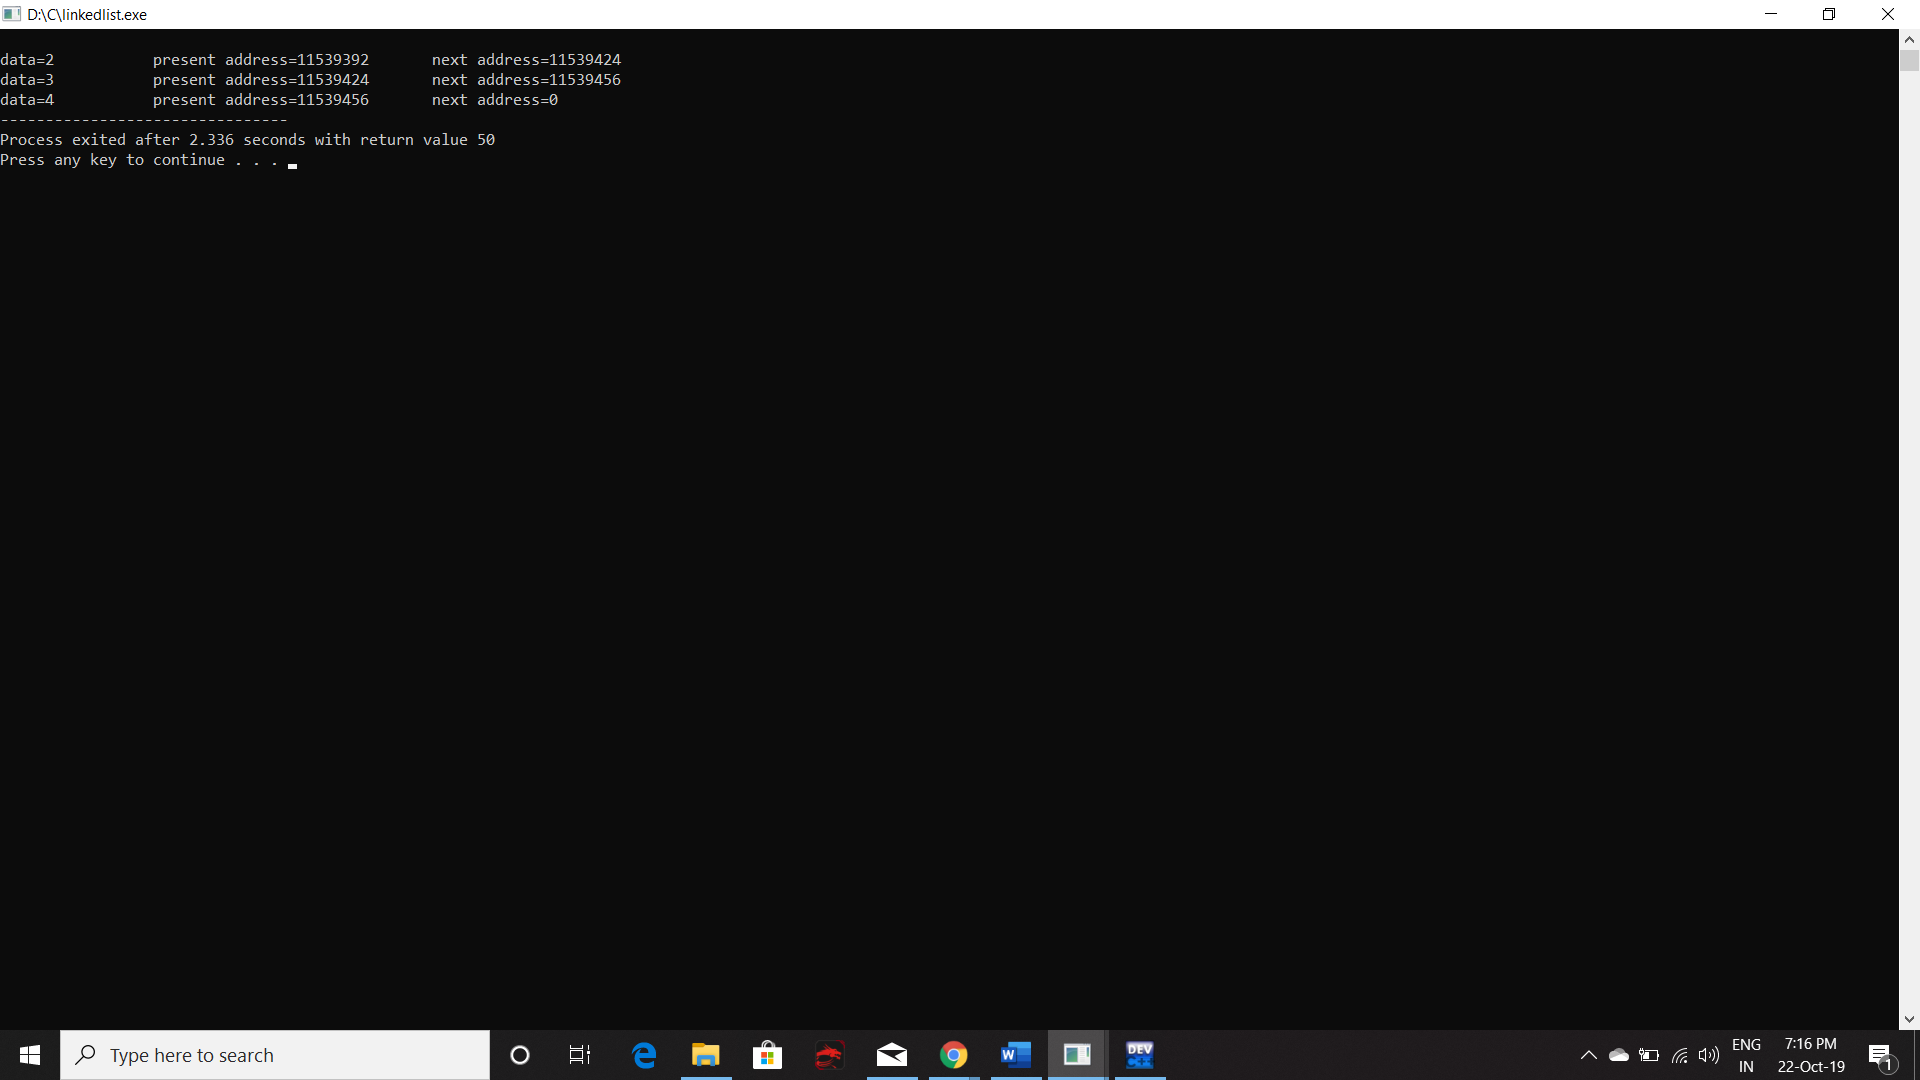 D:\C\linkedlist.exe
data=2 present address=11539392 next address=11539424
data=3 present address=11539424 next address=11539456
data=4 present address=11539456 next address=0
--------------------------------
Process exited after 2.336 seconds with return value 50
Press any key to continue . . .
Type here to search
W
DEV
C++
ENG
IN
7:16 PM
22-Oct-19
1